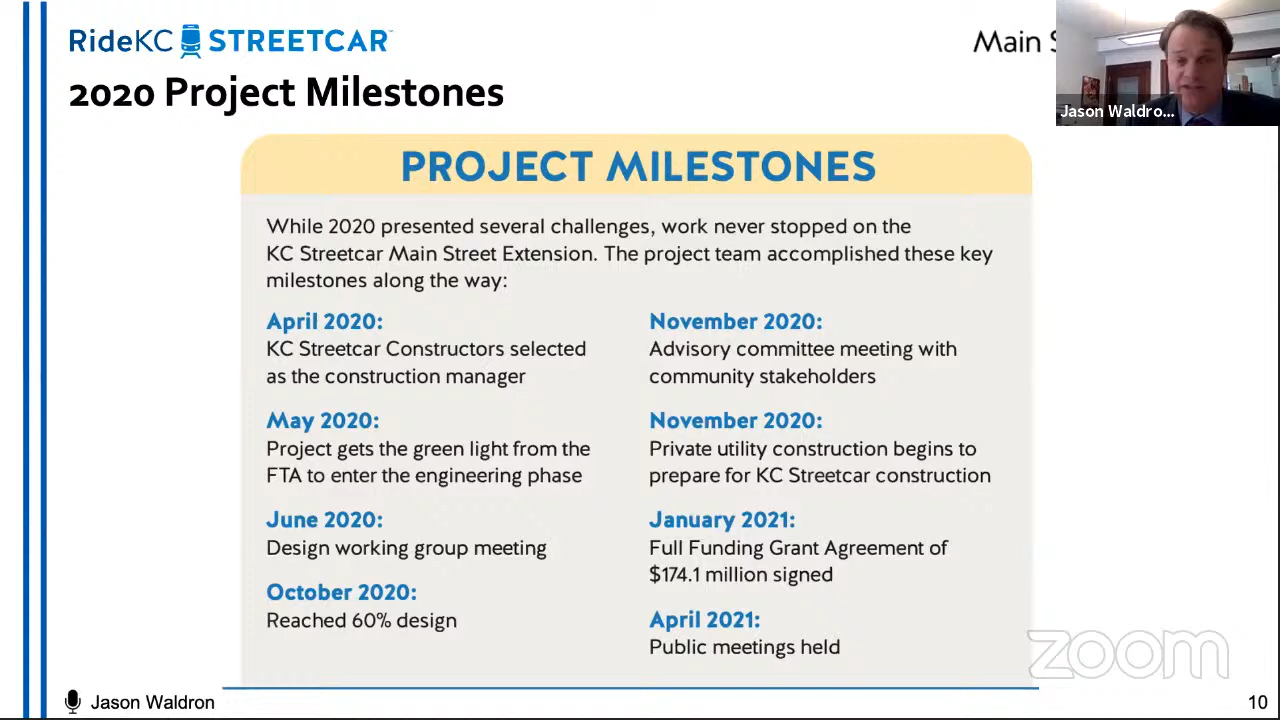 RideKC STREETCAR
Main S
Jason Waldro...
2020 Project Milestones
PROJECT MILESTONES
While 2020 presented several challenges, work never stopped on the
KC Streetcar Main Street Extension. The project team accomplished these key
milestones along the way:
April 2020:
KC Streetcar Constructors selected
as the construction manager
May 2020:
Project gets the green light from the
FTA to enter the engineering phase
June 2020:
Design working group meeting
October 2020:
Reached 60% design
November 2020:
Advisory committee meeting with
community stakeholders
November 2020:
Private utility construction begins to
prepare for KC Streetcar construction
January 2021:
Full Funding Grant Agreement of
$174.1 million signed
April 2021:
Public meetings held
zoom
Jason Waldron
10